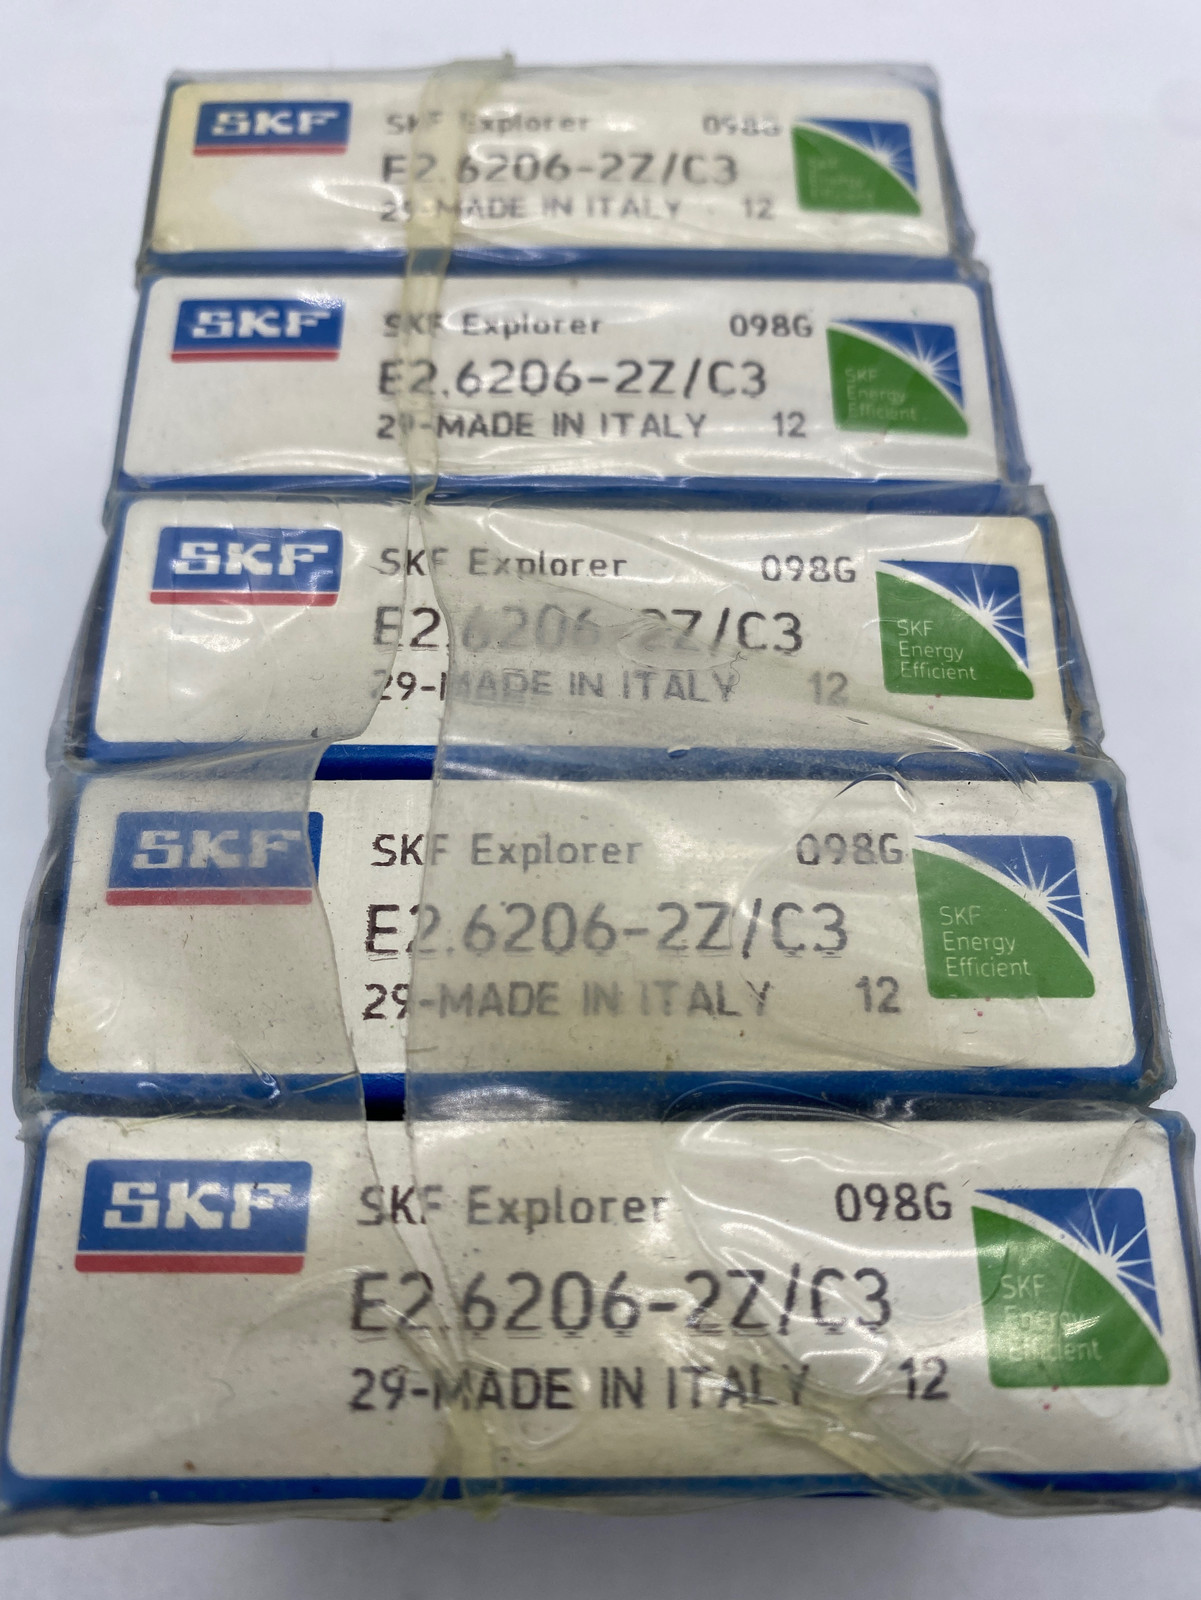 SKF SKF Explorer 098G
E2.6206-2Z/C3
29-MADE IN ITALY 12
SKF
Energy
Efficient
SKF SKF Explorer 098G
E2.6206-2Z/C3
29-MADE IN ITALY 12
SKF
Energy
Efficient
SKF SKF Explorer 098G
E2.6206-2Z/C3
29-MADE IN ITALY 12
SKF
Energy
Efficient
SKF SKF Explorer 098G
E2.6206-2Z/C3
29-MADE IN ITALY 12
SKF
Energy
Efficient
SKF SKF Explorer 098G
E2.6206-2Z/C3
29-MADE IN ITALY 12
SKF
Energy
Efficient